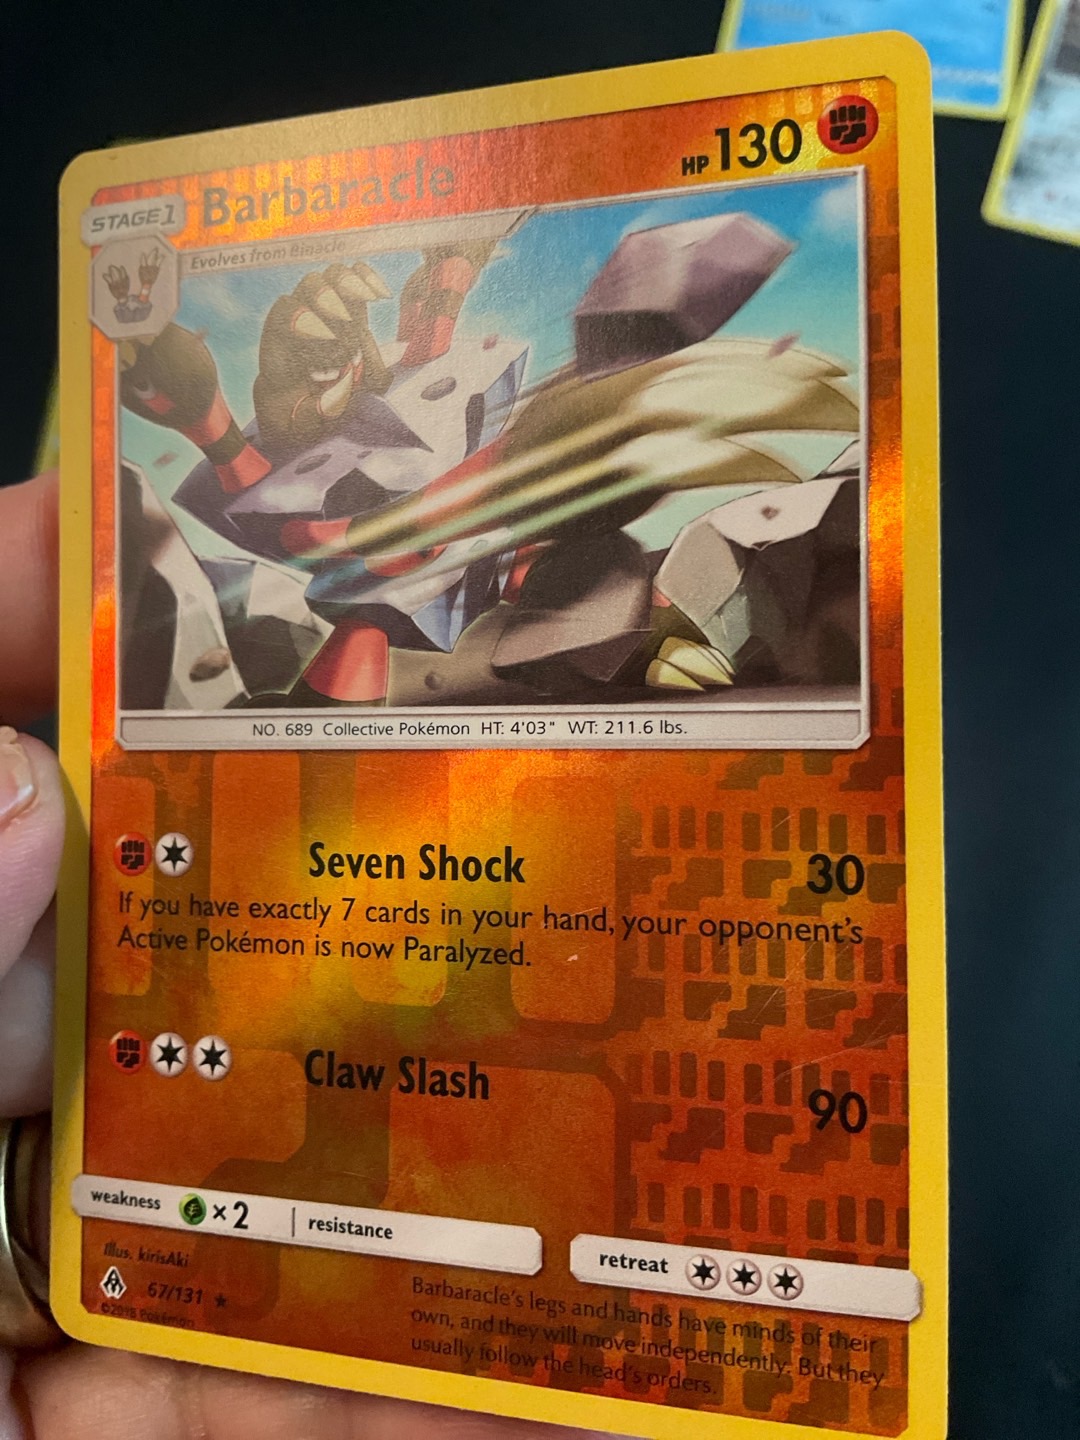 STAGE 1
Barbaracle
HP 130
Evolves from Binacle
NO. 689 Collective Pokémon HT: 4'03" WT: 211.6 lbs.
Seven Shock 30
If you have exactly 7 cards in your hand, your opponent's
Active Pokémon is now Paralyzed.
Claw Slash 90
weakness ×2 resistance
retreat
Illus. kirisAki
67/131 ★
©2018 Pokémon
Barbaracle's legs and hands have minds of their
own, and they will move independently. But they
usually follow the head's orders.